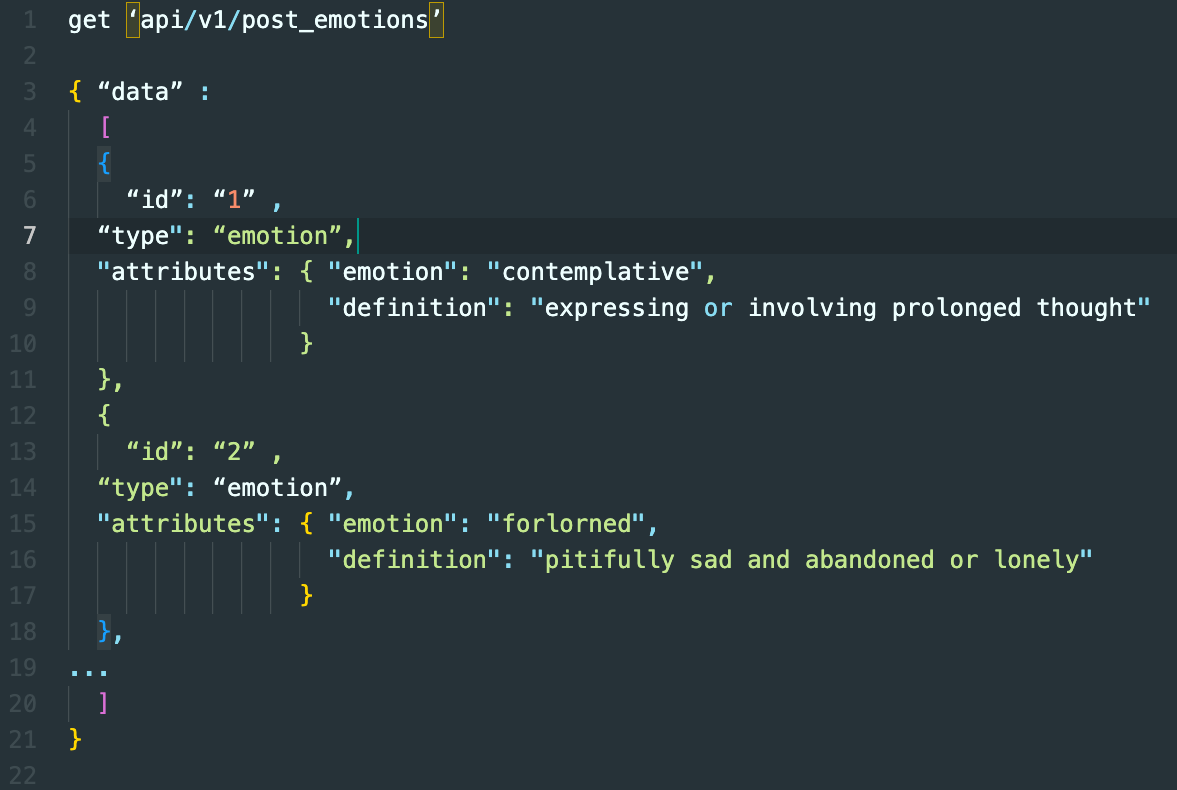 1 get ‘api/v1/post_emotions’
2
3 { “data” :
4 [
5 {
6 “id”: “1” ,
7 “type": “emotion”,
8 "attributes": { "emotion": "contemplative",
9 "definition": "expressing or involving prolonged thought"
10 }
11 },
12 {
13 “id”: “2” ,
14 “type": “emotion”,
15 "attributes": { "emotion": "forlorned",
16 "definition": "pitifully sad and abandoned or lonely"
17 }
18 },
19 ...
20 ]
21 }
22